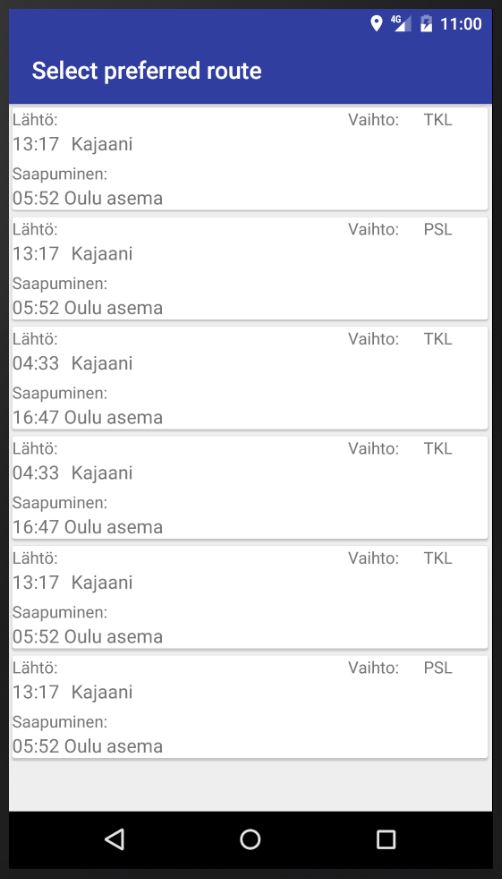 4G 11:00
Select preferred route
Lähtö: Vaihto: TKL
13:17 Kajaani
Saapuminen:
05:52 Oulu asema
Lähtö: Vaihto: PSL
13:17 Kajaani
Saapuminen:
05:52 Oulu asema
Lähtö: Vaihto: TKL
04:33 Kajaani
Saapuminen:
16:47 Oulu asema
Lähtö: Vaihto: TKL
04:33 Kajaani
Saapuminen:
16:47 Oulu asema
Lähtö: Vaihto: TKL
13:17 Kajaani
Saapuminen:
05:52 Oulu asema
Lähtö: Vaihto: PSL
13:17 Kajaani
Saapuminen:
05:52 Oulu asema